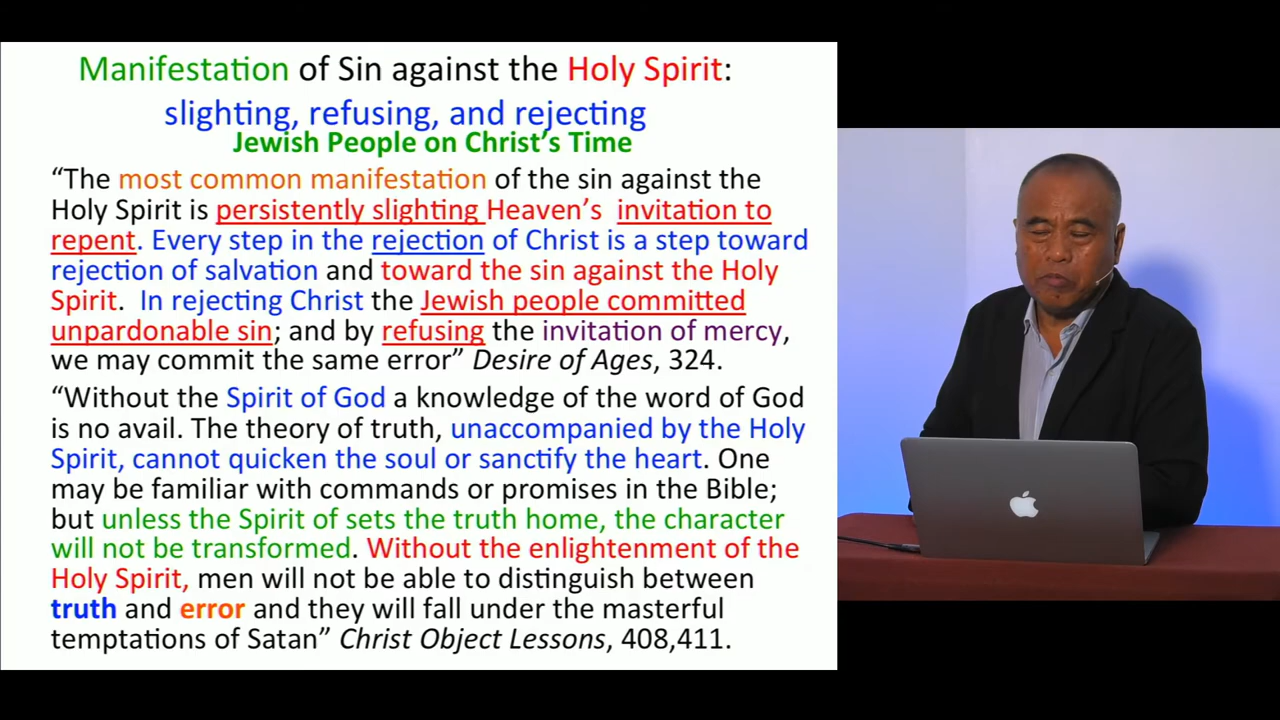 Manifestation of Sin against the Holy Spirit:
slighting, refusing, and rejecting
Jewish People on Christ's Time
“The most common manifestation of the sin against the
Holy Spirit is persistently slighting Heaven's invitation to
repent. Every step in the rejection of Christ is a step toward
rejection of salvation and toward the sin against the Holy
Spirit. In rejecting Christ the Jewish people committed
unpardonable sin; and by refusing the invitation of mercy,
we may commit the same error” Desire of Ages, 324.
“Without the Spirit of God a knowledge of the word of God
is no avail. The theory of truth, unaccompanied by the Holy
Spirit, cannot quicken the soul or sanctify the heart. One
may be familiar with commands or promises in the Bible;
but unless the Spirit of sets the truth home, the character
will not be transformed. Without the enlightenment of the
Holy Spirit, men will not be able to distinguish between
truth and error and they will fall under the masterful
temptations of Satan” Christ Object Lessons, 408,411.